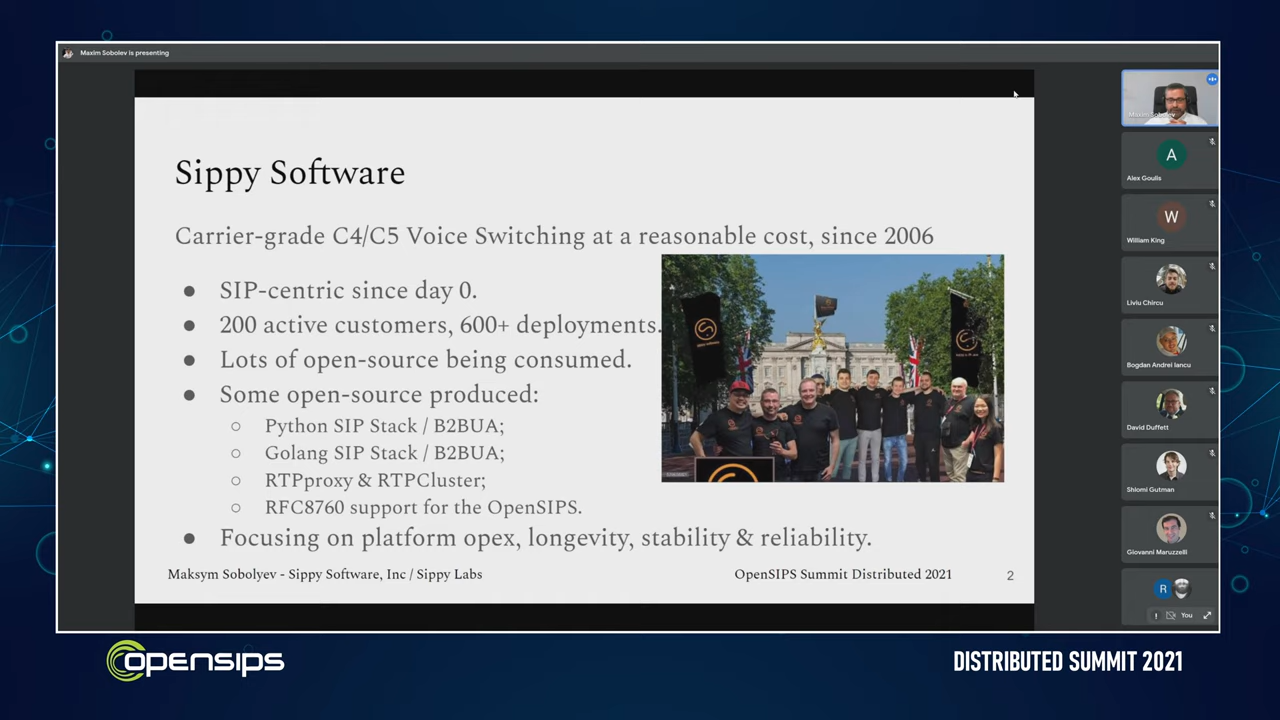 Maxim Sobolev is presenting
Sippy Software
Carrier-grade C4/C5 Voice Switching at a reasonable cost, since 2006
● SIP-centric since day 0.
● 200 active customers, 600+ deployments.
● Lots of open-source being consumed.
● Some open-source produced:
○ Python SIP Stack / B2BUA;
○ Golang SIP Stack / B2BUA;
○ RTPproxy & RTPCluster;
○ RFC8760 support for the OpenSIPS.
● Focusing on platform opex, longevity, stability & reliability.
Maksym Sobolyev - Sippy Software, Inc / Sippy Labs
OpenSIPS Summit Distributed 2021
2
Maxim Sobolev
A
Alex Goulis
W
William King
Liviu Chircu
Bogdan Andrei Iancu
David Duffett
Shlomi Gutman
Giovanni Maruzzelli
R
You
opensips
DISTRIBUTED SUMMIT 2021